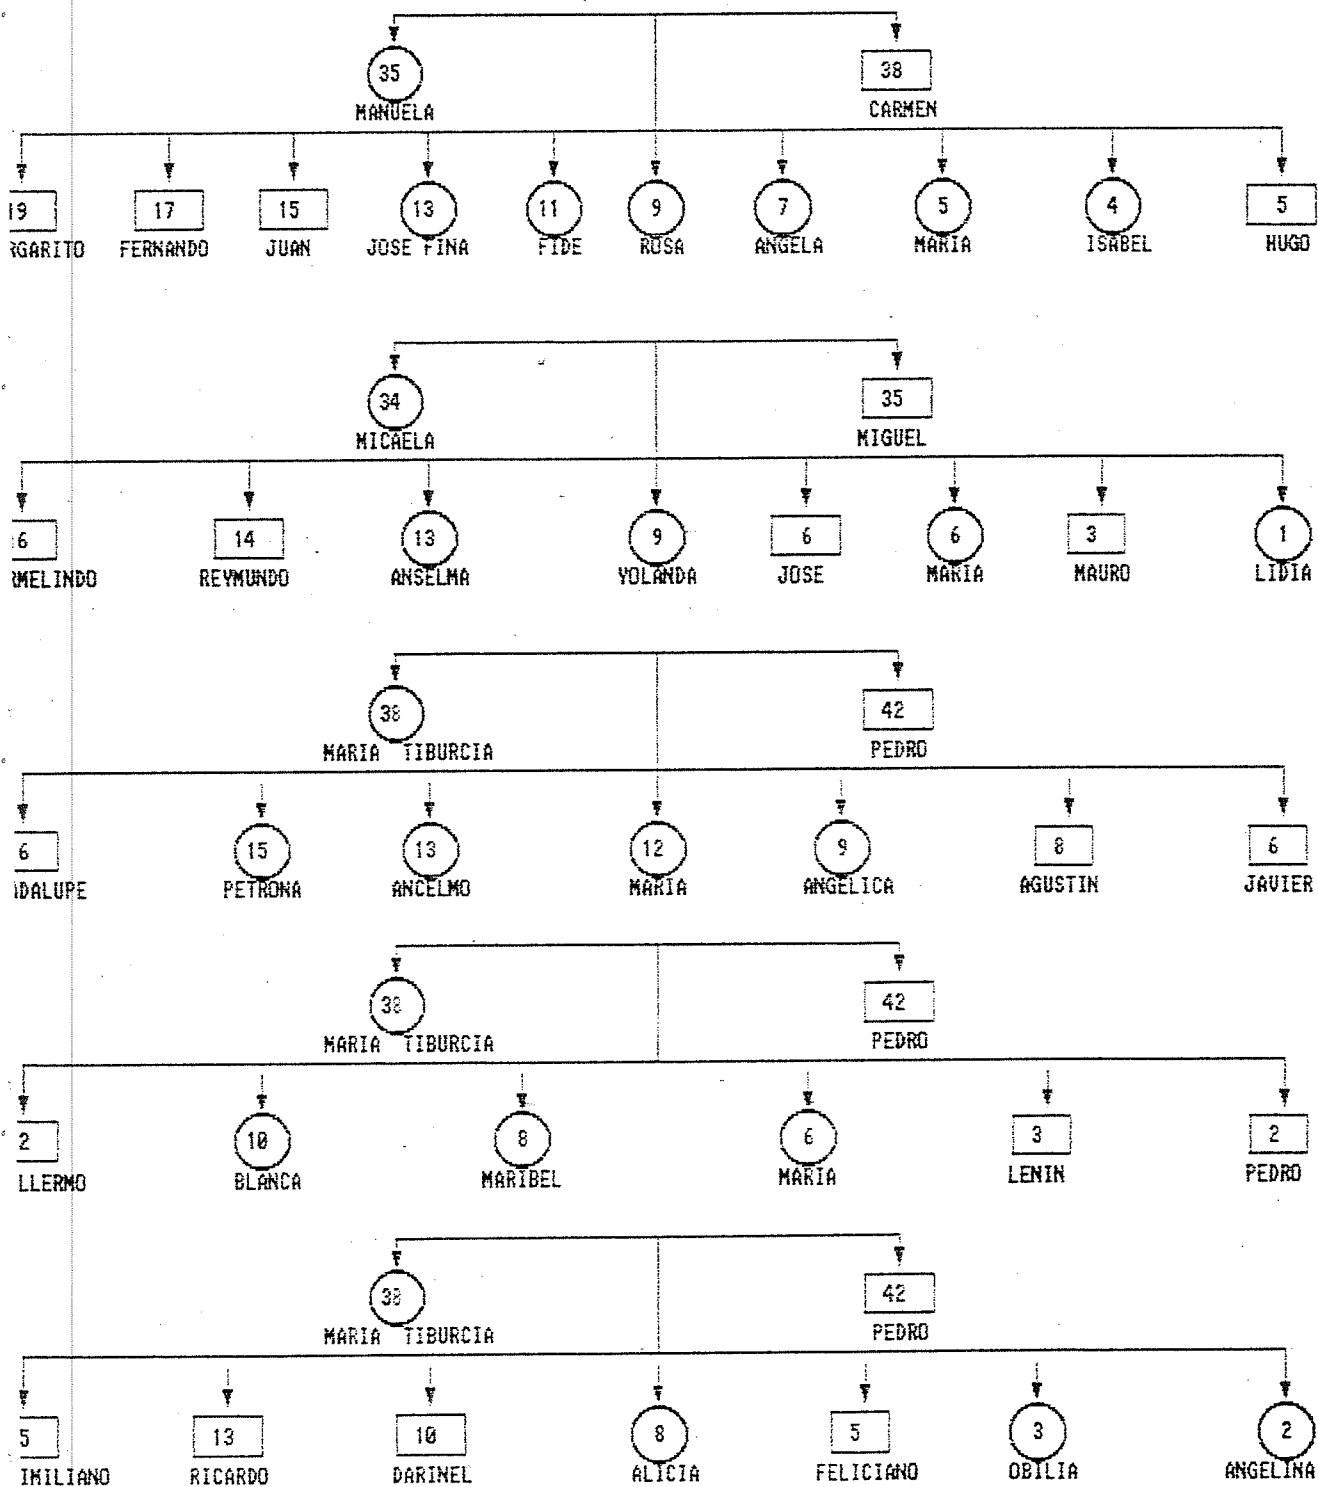 35 38
MANUELA CARMEN
19 17 15 13 11 9 7 5 4 5
RGARITO FERNANDO JUAN JOSE FINA FIDE ROSA ANGELA MARIA ISABEL HUGO
34 35
MICAELA MIGUEL
6 14 13 9 6 6 3 1
RMELINDO REYMUNDO ANSELMA YOLANDA JOSE MARIA MAURO LIDIA
38 42
MARIA TIBURCIA PEDRO
6 15 13 12 9 8 6
DALUPE PETRONA ANCELMO MARIA ANGELICA AGUSTIN JAVIER
38 42
MARIA TIBURCIA PEDRO
2 10 8 6 3 2
LLERMO BLANCA MARIBEL MARIA LENIN PEDRO
38 42
MARIA TIBURCIA PEDRO
5 13 10 8 5 3 2
IMILIANO RICARDO DARINEL ALICIA FELICIANO OBILIA ANGELINA